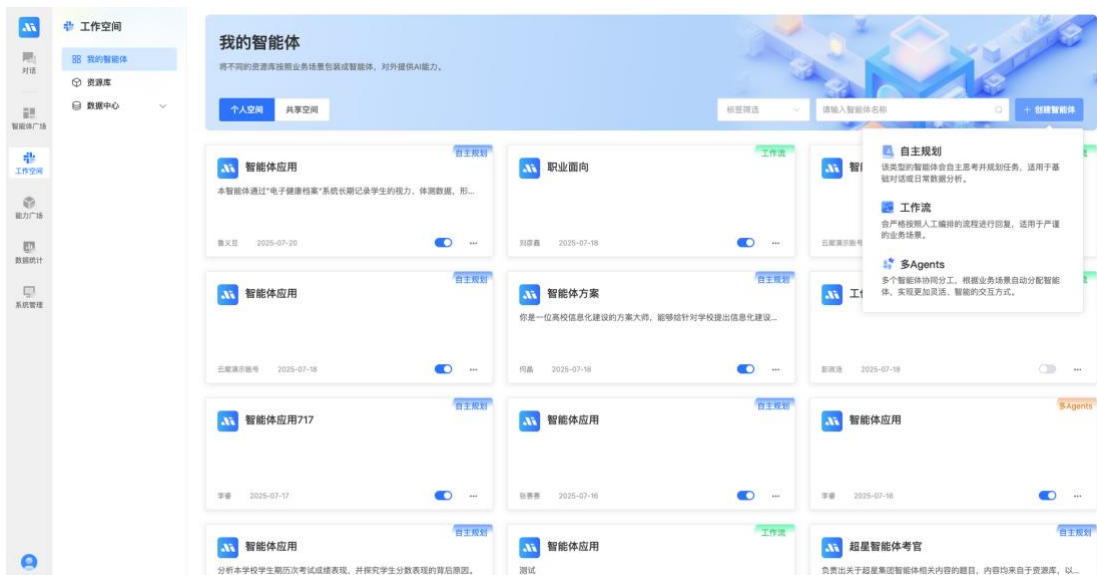 工作空间
对话
智能体广场
工作空间
能力广场
数据统计
系统管理
我的智能体
资源库
数据中心
我的智能体
将不同的资源库按照业务场景包装成智能体，对外提供AI能力。
个人空间
共享空间
标签筛选
请输入智能体名称
+ 创建智能体
自主规划
该类型的智能体会自主思考并规划任务，适用于基
础对话或日常数据分析。
工作流
会严格按照人工编排的流程进行回复，适用于严谨
的业务场景。
多Agents
多个智能体协同分工，根据业务场景自动分配智能
体，实现更加灵活、智能的交互方式。
自主规划
智能体应用
本智能体通过"电子健康档案"系统长期记录学生的视力、体测数据，形...
2025-07-20
工作流
职业面向
2025-07-18
云犀演示账号
自主规划
智能体应用
云犀演示账号 2025-07-18
自主规划
智能体方案
你是一位高校信息化建设的方案大师，能够给针对学校提出信息化建设...
何晶 2025-07-18
2025-07-18
自主规划
智能体应用717
李睿 2025-07-17
自主规划
智能体应用
2025-07-16
多Agents
智能体应用
李睿 2025-07-16
自主规划
智能体应用
分析本学校学生期历次考试成绩表现，并探究学生分数表现的背后原因。
工作流
智能体应用
测试
自主规划
超星智能体考官
负责出关于超星集团智能体相关内容的题目，内容均来自于资源库，以...